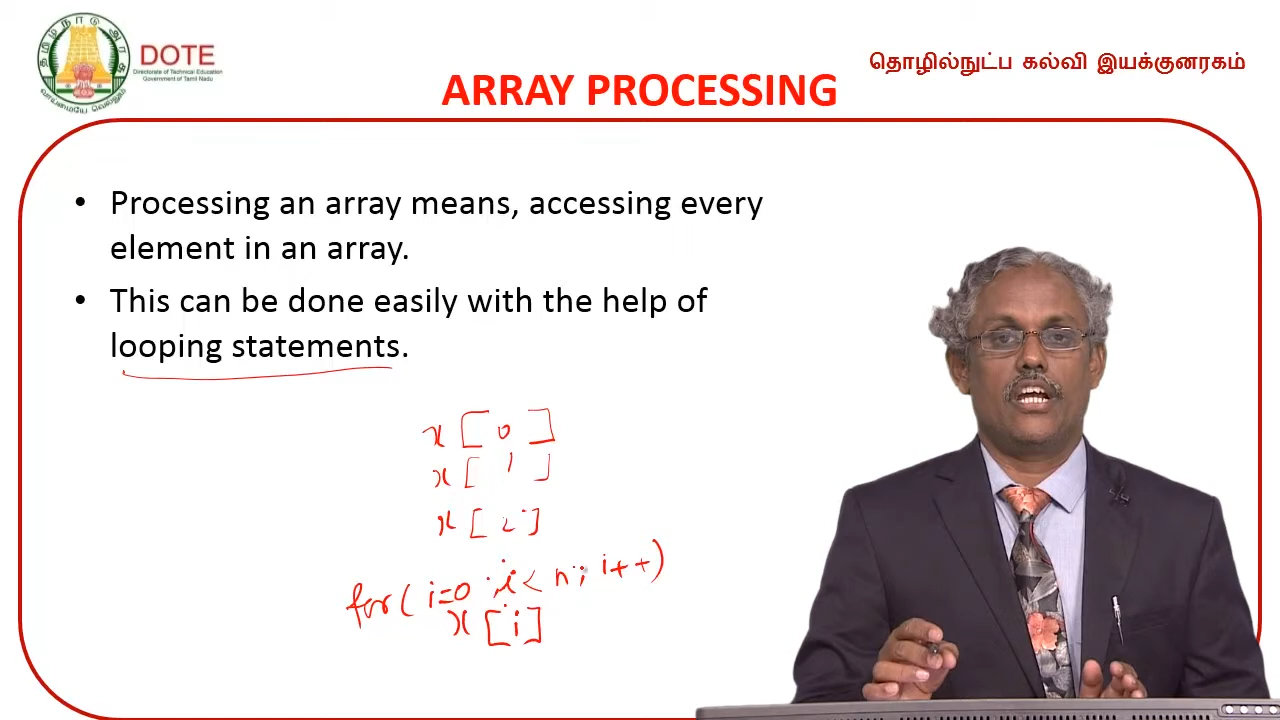 தமிழ்நாடு அரசு
வாய்மையே வெல்லும்
DOTE
Directorate of Technical Education
Government of Tamil Nadu
தொழில்நுட்ப கல்வி இயக்குனரகம்
ARRAY PROCESSING
• Processing an array means, accessing every
element in an array.
• This can be done easily with the help of
looping statements.
x [ 0 ]
x [ 1 ]
x [ i ]
for( i=0 ; i < n ; i++)
x [i]